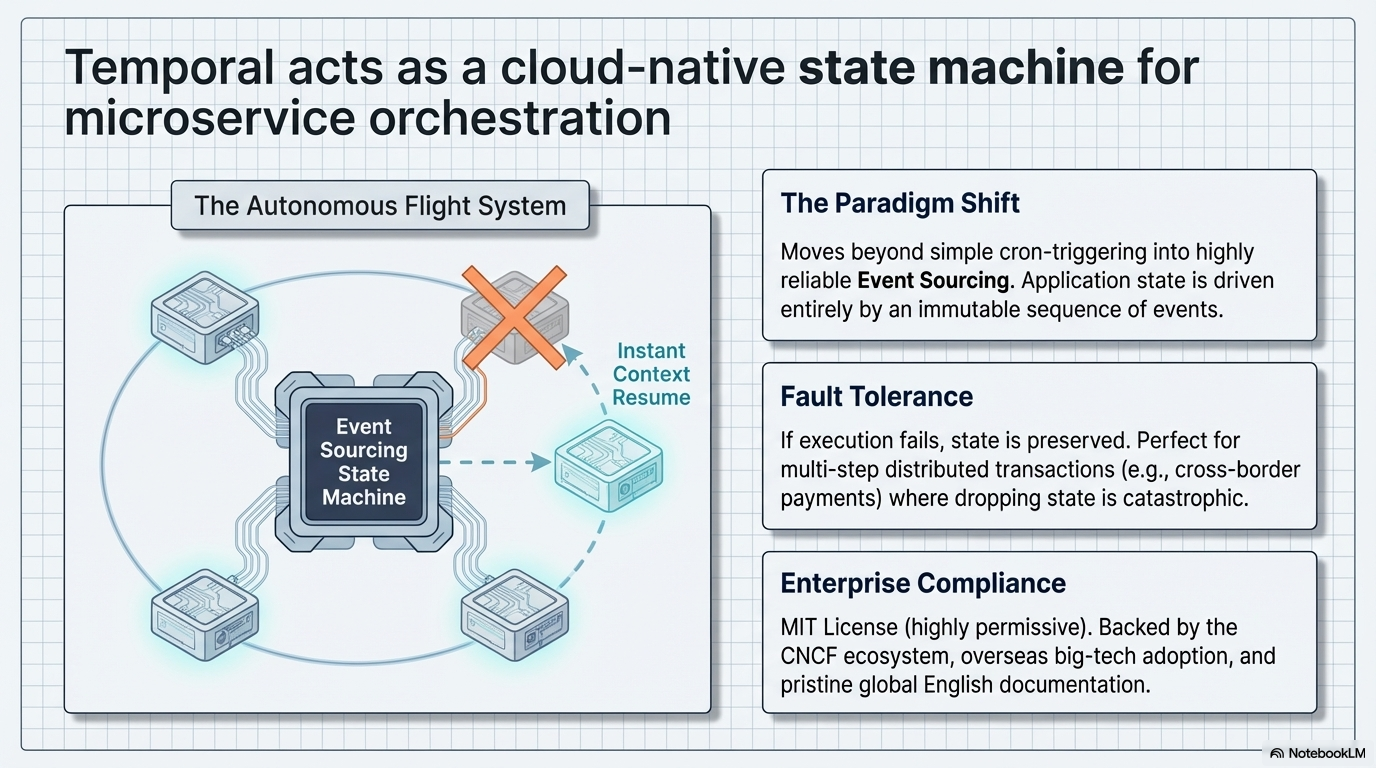 Temporal acts as a cloud-native state machine for
microservice orchestration
The Autonomous Flight System
Instant
Context
Resume
Event
Sourcing
State
Machine
The Paradigm Shift
Moves beyond simple cron-triggering into highly
reliable Event Sourcing. Application state is driven
entirely by an immutable sequence of events.
Fault Tolerance
If execution fails, state is preserved. Perfect for
multi-step distributed transactions (e.g., cross-border
payments) where dropping state is catastrophic.
Enterprise Compliance
MIT License (highly permissive). Backed by the
CNCF ecosystem, overseas big-tech adoption, and
pristine global English documentation.
NotebookLM